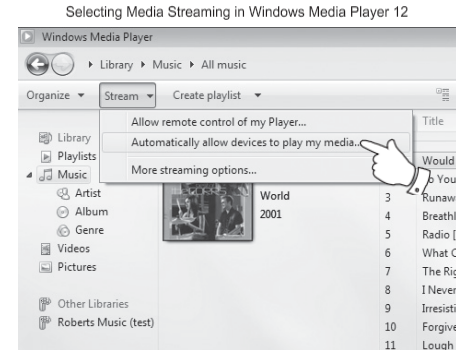 Selecting Media Streaming in Windows Media Player 12
Windows Media Player
Library ▸ Music ▸ All music
Organize Stream Create playlist
Allow remote control of my Player...
Automatically allow devices to play my media...
More streaming options...
Title
Library
Playlists
Music
Artist
Album
Genre
Videos
Pictures
Other Libraries
Roberts Music (test)
World
2001
Would
You
3 Runaw
4 Breathl
5 Radio [
6 What C
7 The Rig
8 I Never
9 Irresisti
10 Forgive
11 Lough